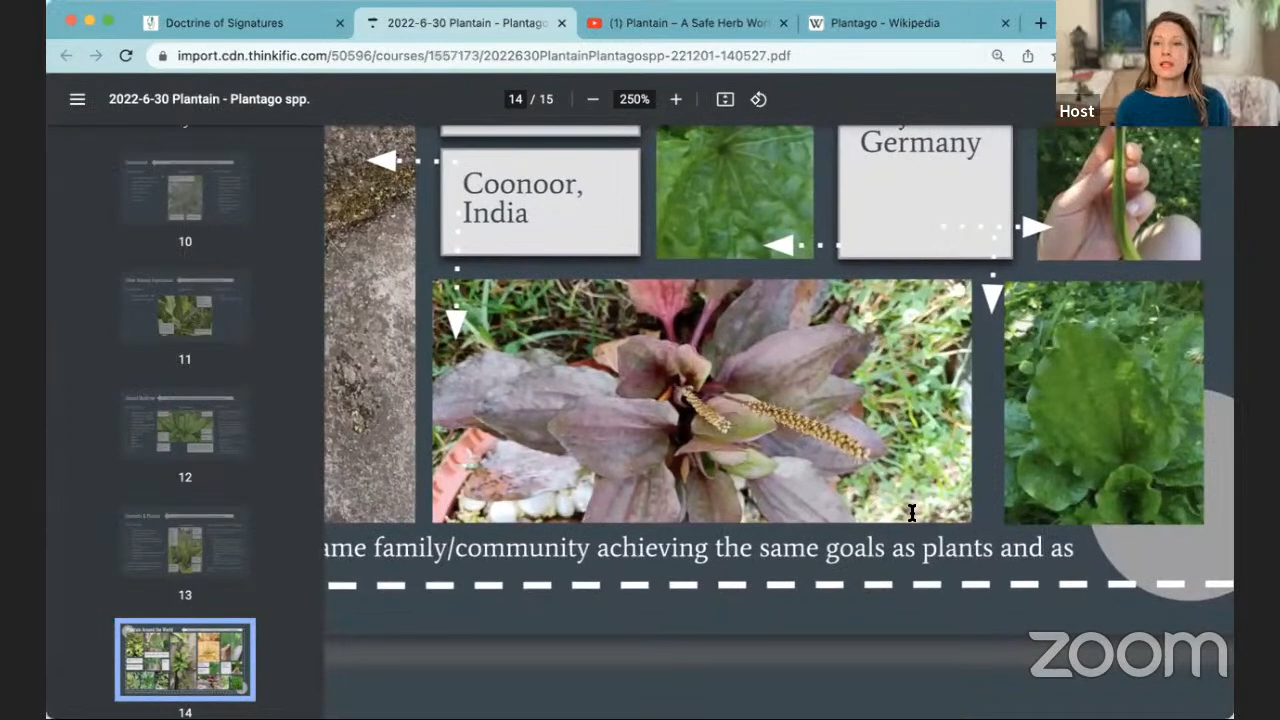 Doctrine of Signatures
2022-6-30 Plantain - Plantago
(1) Plantain – A Safe Herb Wor
Plantago - Wikipedia
import.cdn.thinkific.com/50596/courses/1557173/2022630PlantainPlantagospp-221201-140527.pdf
Host
2022-6-30 Plantain - Plantago spp.
14 / 15
250%
Germany
Coonoor,
India
10
11
12
13
14
ame family/community achieving the same goals as plants and as
zoom